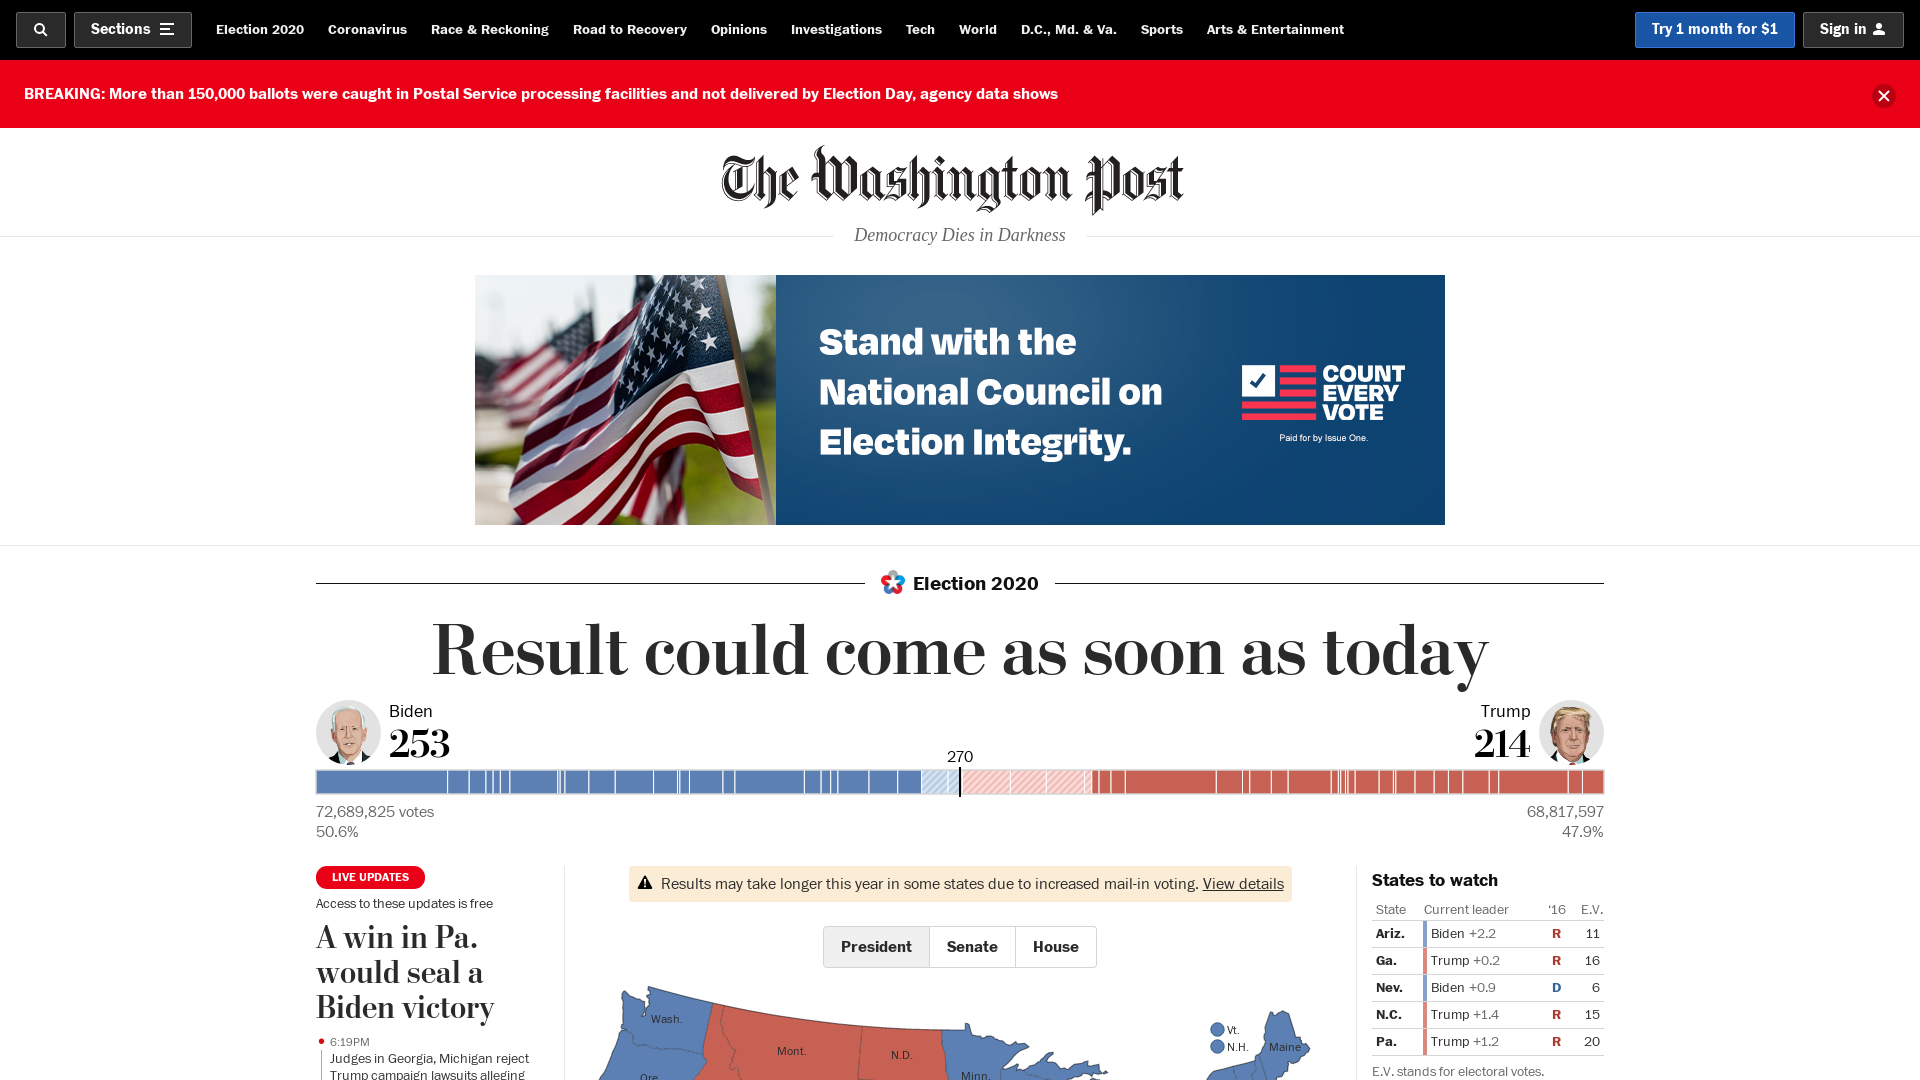 Sections
Election 2020
Coronavirus
Race & Reckoning
Road to Recovery
Opinions
Investigations
Tech
World
D.C., Md. & Va.
Sports
Arts & Entertainment
Try 1 month for $1
Sign in
BREAKING: More than 150,000 ballots were caught in Postal Service processing facilities and not delivered by Election Day, agency data shows
The Washington Post
Democracy Dies in Darkness
Stand with the
National Council on
Election Integrity.
COUNT
EVERY
VOTE
Paid for by Issue One.
Election 2020
Result could come as soon as today
Biden
253
Trump
214
270
72,689,825 votes
50.6%
68,817,597
47.9%
LIVE UPDATES
Access to these updates is free
A win in Pa.
would seal a
Biden victory
6:19PM
Judges in Georgia, Michigan reject
Trump campaign lawsuits alleging
Results may take longer this year in some states due to increased mail-in voting. View details
President
Senate
House
Wash.
Mont.
N.D.
Ore.
Minn.
Vt.
N.H.
Maine
States to watch
State Current leader ‘16 E.V.
Ariz. Biden +2.2 R 11
Ga. Trump +0.2 R 16
Nev. Biden +0.9 D 6
N.C. Trump +1.4 R 15
Pa. Trump +1.2 R 20
E.V. stands for electoral votes.